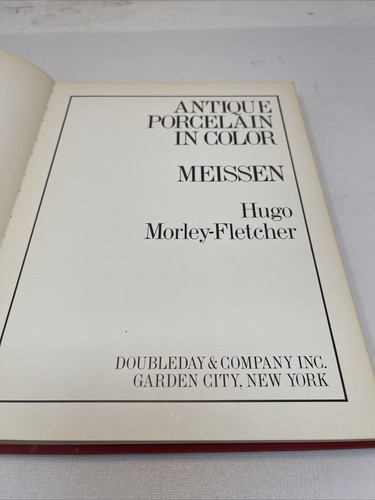 ANTIQUE
PORCELAIN
IN COLOR
MEISSEN
Hugo
Morley-Fletcher
DOUBLEDAY & COMPANY INC.
GARDEN CITY, NEW YORK